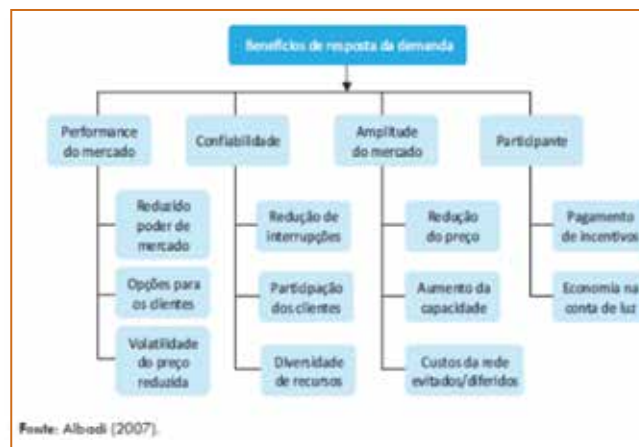 Benefícios de resposta da demanda
Performance
do mercado
Confiabilidade
Amplitude
do mercado
Participante
Reduzido
poder de
mercado
Redução de
interrupções
Redução
do preço
Pagamento
de incentivos
Opções para
os clientes
Participação
dos clientes
Aumento da
capacidade
Economia na
conta de luz
Volatilidade
do preço
reduzida
Diversidade
de recursos
Custos da rede
evitados/diferidos
Fonte: Albadi (2007).